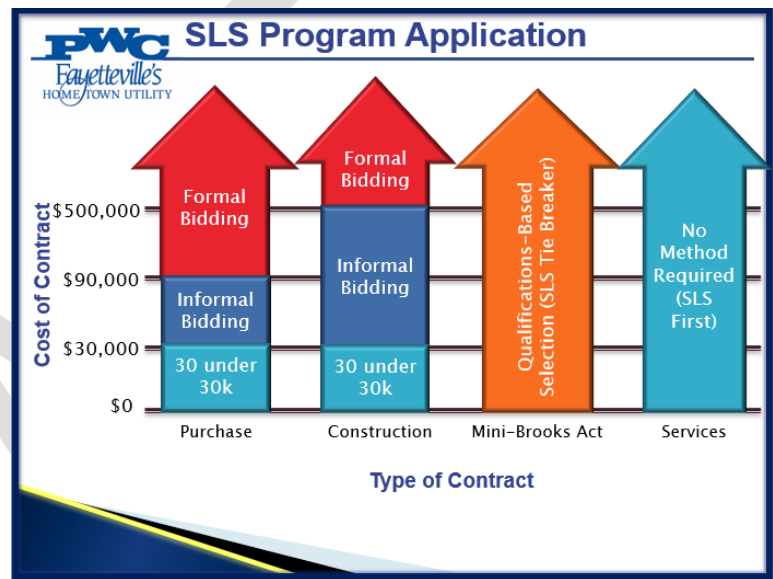 SLS Program Application
PWC
Fayetteville's
HOMETOWN UTILITY
Cost of Contract
$500,000
$90,000
$30,000
$0
Formal
Bidding
Informal
Bidding
30 under
30k
Formal
Bidding
Informal
Bidding
30 under
30k
Qualifications-Based
Selection (SLS Tie Breaker)
No
Method
Required
(SLS
First)
Purchase
Construction
Mini-Brooks Act
Services
Type of Contract